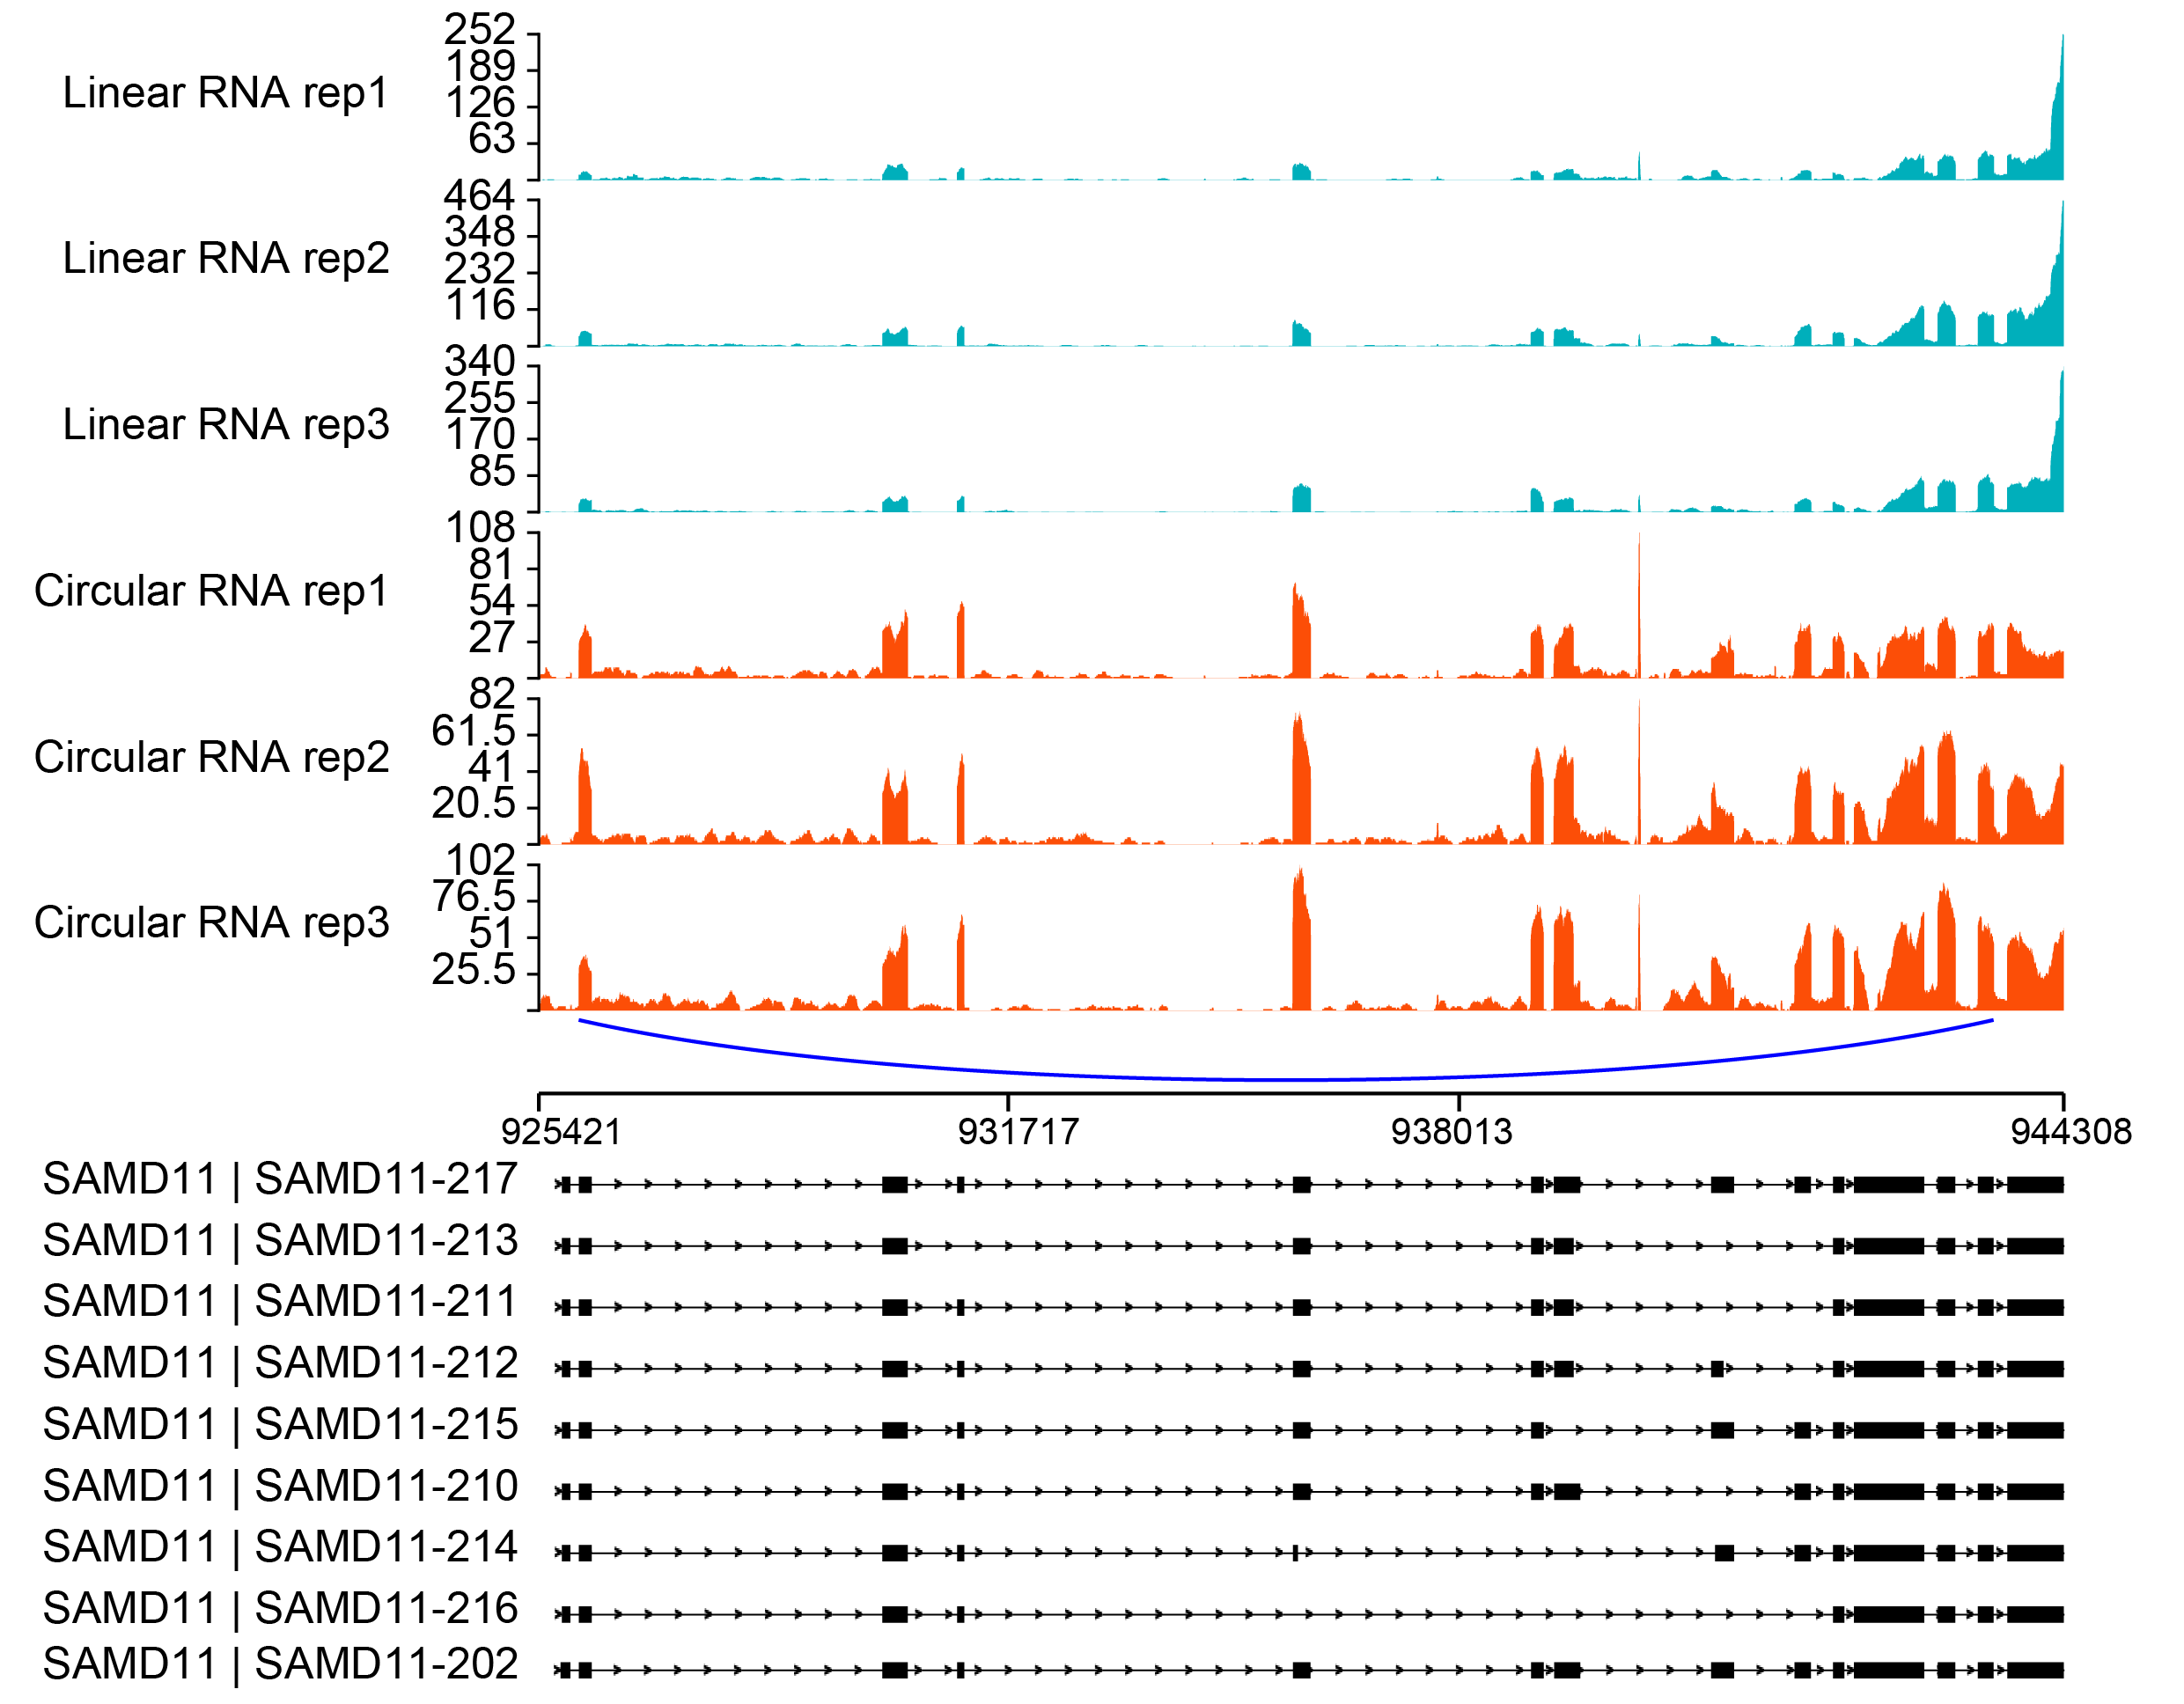 252
189
126
63
Linear RNA rep1
464
348
232
116
Linear RNA rep2
340
255
170
85
Linear RNA rep3
108
81
54
27
Circular RNA rep1
82
61.5
41
20.5
Circular RNA rep2
102
76.5
51
25.5
Circular RNA rep3
925421 931717 938013 944308
SAMD11 | SAMD11-217
SAMD11 | SAMD11-213
SAMD11 | SAMD11-211
SAMD11 | SAMD11-212
SAMD11 | SAMD11-215
SAMD11 | SAMD11-210
SAMD11 | SAMD11-214
SAMD11 | SAMD11-216
SAMD11 | SAMD11-202